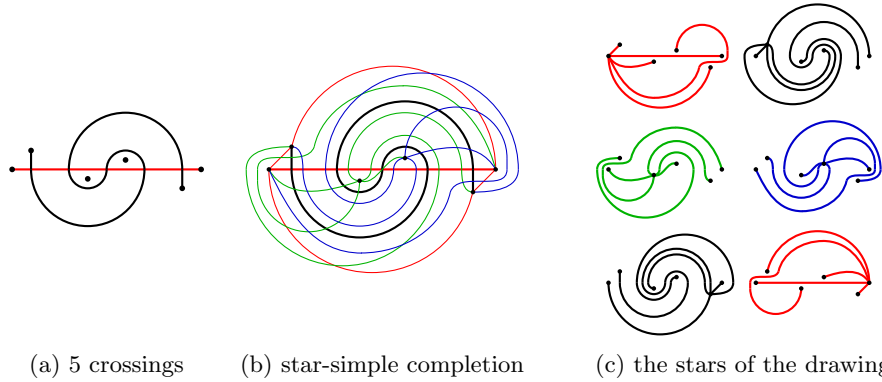 (a) 5 crossings
(b) star-simple completion
(c) the stars of the drawing